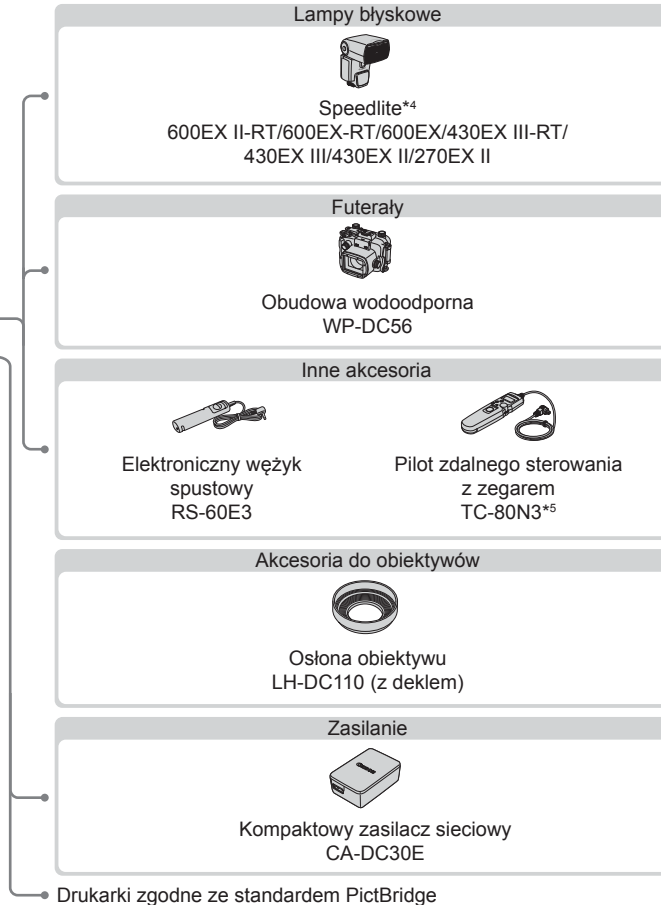 Lampy błyskowe
Speedlite*4
600EX II-RT/600EX-RT/600EX/430EX III-RT/
430EX III/430EX II/270EX II
Futerały
Obudowa wodoodporna
WP-DC56
Inne akcesoria
Elektroniczny wężyk
spustowy
RS-60E3
Pilot zdalnego sterowania
z zegarem
TC-80N3*5
Akcesoria do obiektywów
Osłona obiektywu
LH-DC110 (z deklem)
Zasilanie
Canon
Kompaktowy zasilacz sieciowy
CA-DC30E
Drukarki zgodne ze standardem PictBridge